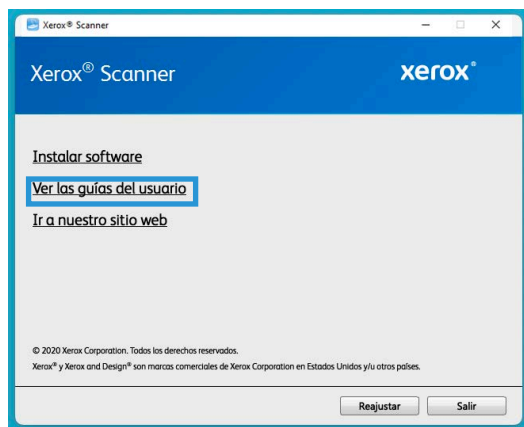 Xerox® Scanner
Xerox® Scanner
xerox®
Instalar software
Ver las guías del usuario
Ir a nuestro sitio web
© 2020 Xerox Corporation. Todos los derechos reservados.
Xerox® y Xerox and Design® son marcas comerciales de Xerox Corporation en Estados Unidos y/u otros países.
Reajustar
Salir